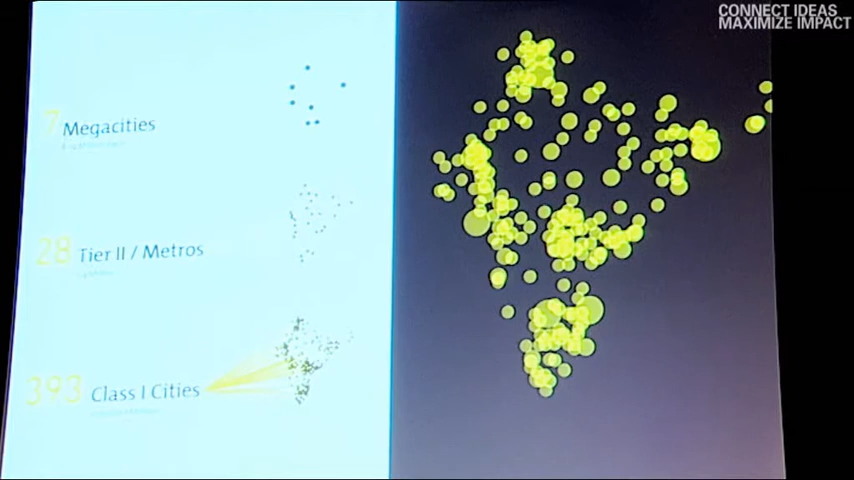 CONNECT IDEAS
MAXIMIZE IMPACT
7 Megacities
28 Tier II / Metros
393 Class I Cities